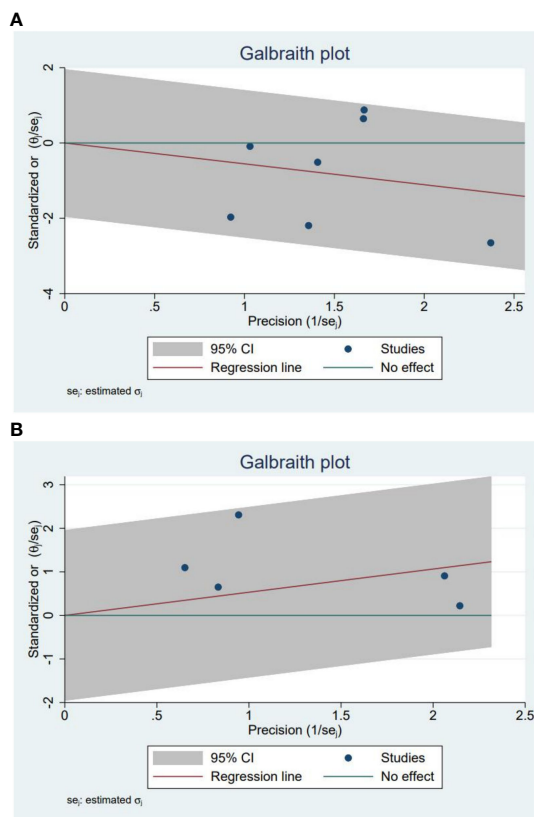 A
Galbraith plot
Standardized or (θj/sej)
2
0
-2
-4
0 .5 1 1.5 2 2.5
Precision (1/sej)
95% CI Studies
Regression line No effect
sej: estimated σj
B
Galbraith plot
Standardized or (θj/sej)
3
2
1
0
-1
-2
0 .5 1 1.5 2 2.5
Precision (1/sej)
95% CI Studies
Regression line No effect
sej: estimated σj